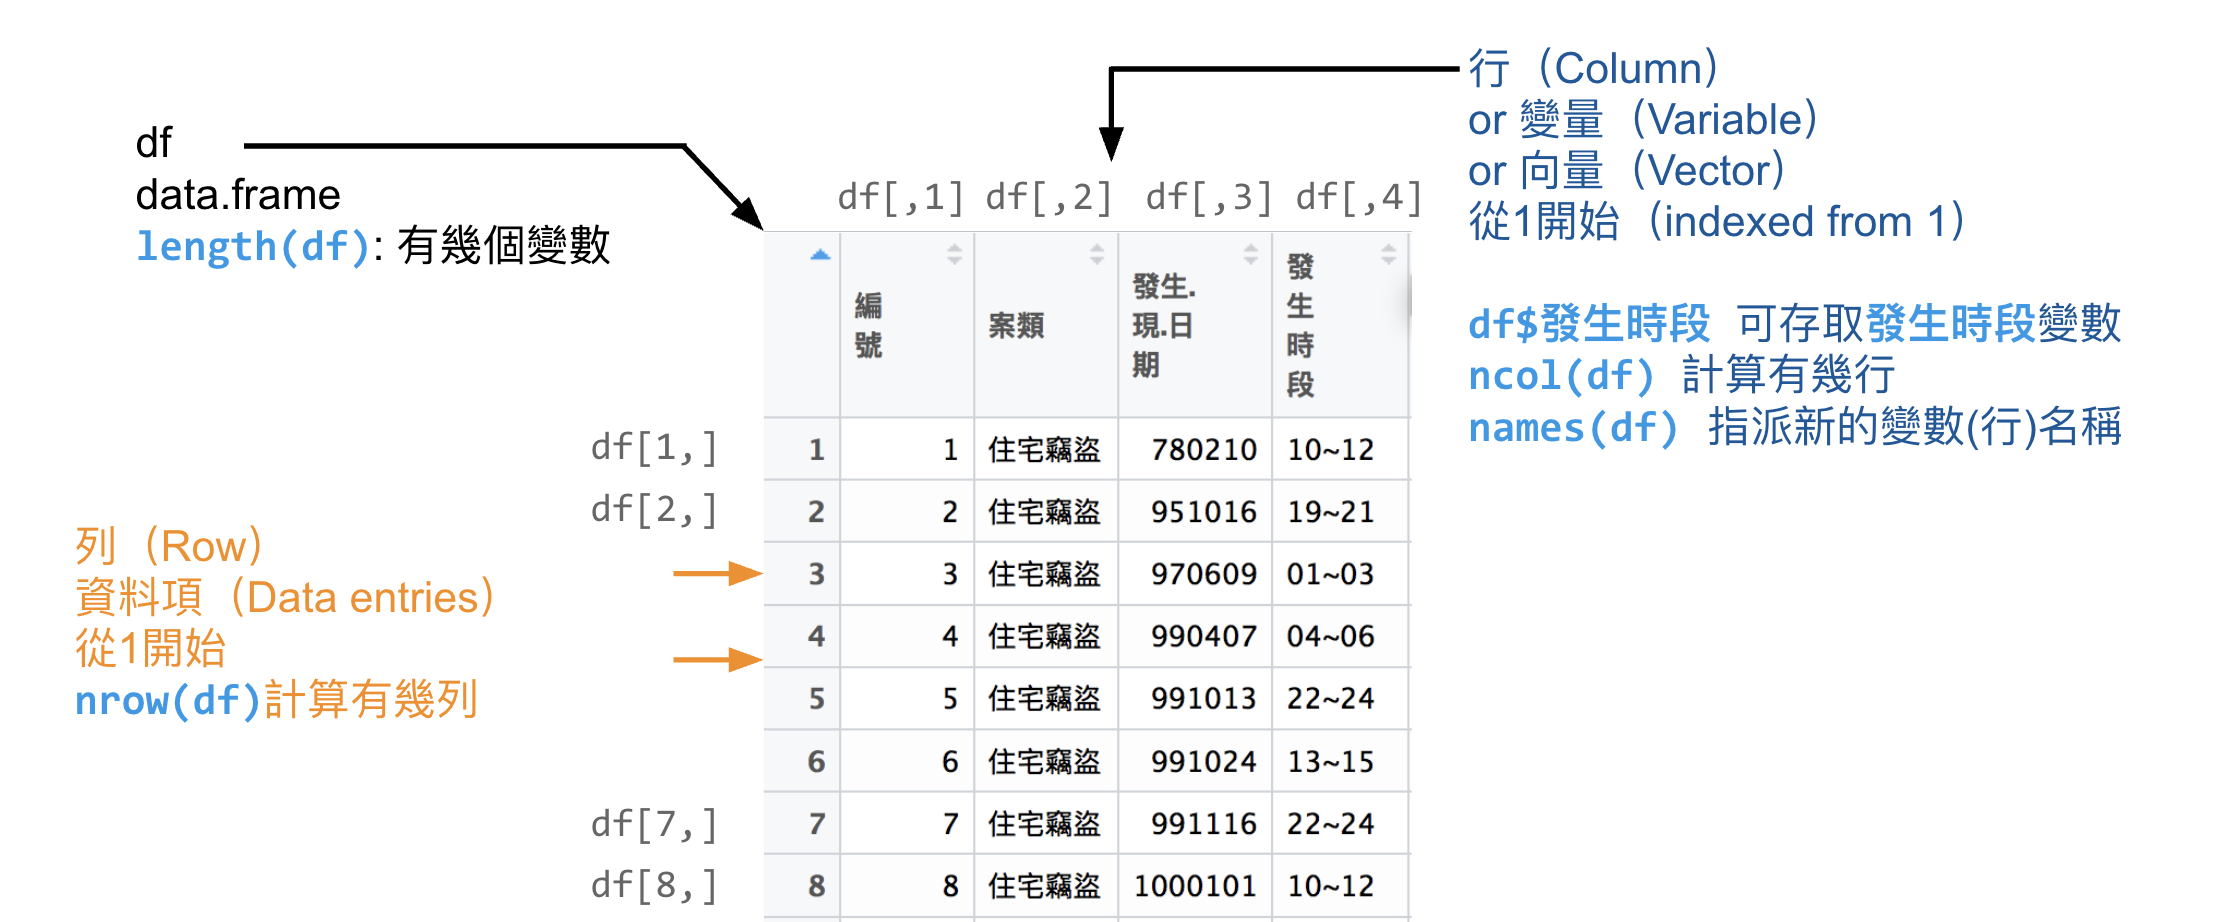 df
data.frame
length(df): 有幾個變數
行（Column）
or 變量（Variable）
or 向量（Vector）
從1開始（indexed from 1）
df$發生時段 可存取發生時段變數
ncol(df) 計算有幾行
names(df) 指派新的變數(行)名稱
df[,1] df[,2] df[,3] df[,4]
編
號
案類
發生.
現.日
期
發
生
時
段
df[1,]
1 1 住宅竊盜 780210 10~12
df[2,]
2 2 住宅竊盜 951016 19~21
3 3 住宅竊盜 970609 01~03
4 4 住宅竊盜 990407 04~06
5 5 住宅竊盜 991013 22~24
6 6 住宅竊盜 991024 13~15
df[7,]
7 7 住宅竊盜 991116 22~24
df[8,]
8 8 住宅竊盜 1000101 10~12
列（Row）
資料項（Data entries）
從1開始
nrow(df)計算有幾列